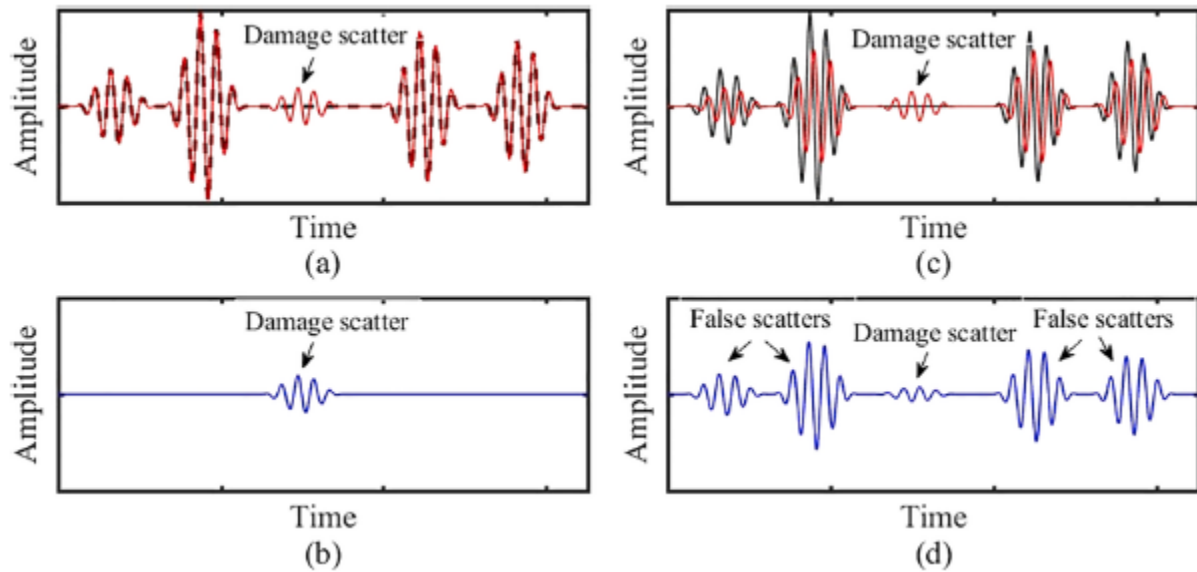 Amplitude
Damage scatter
Time
(a)
Amplitude
Damage scatter
Time
(c)
Amplitude
Damage scatter
Time
(b)
Amplitude
False scatters
Damage scatter
False scatters
Time
(d)